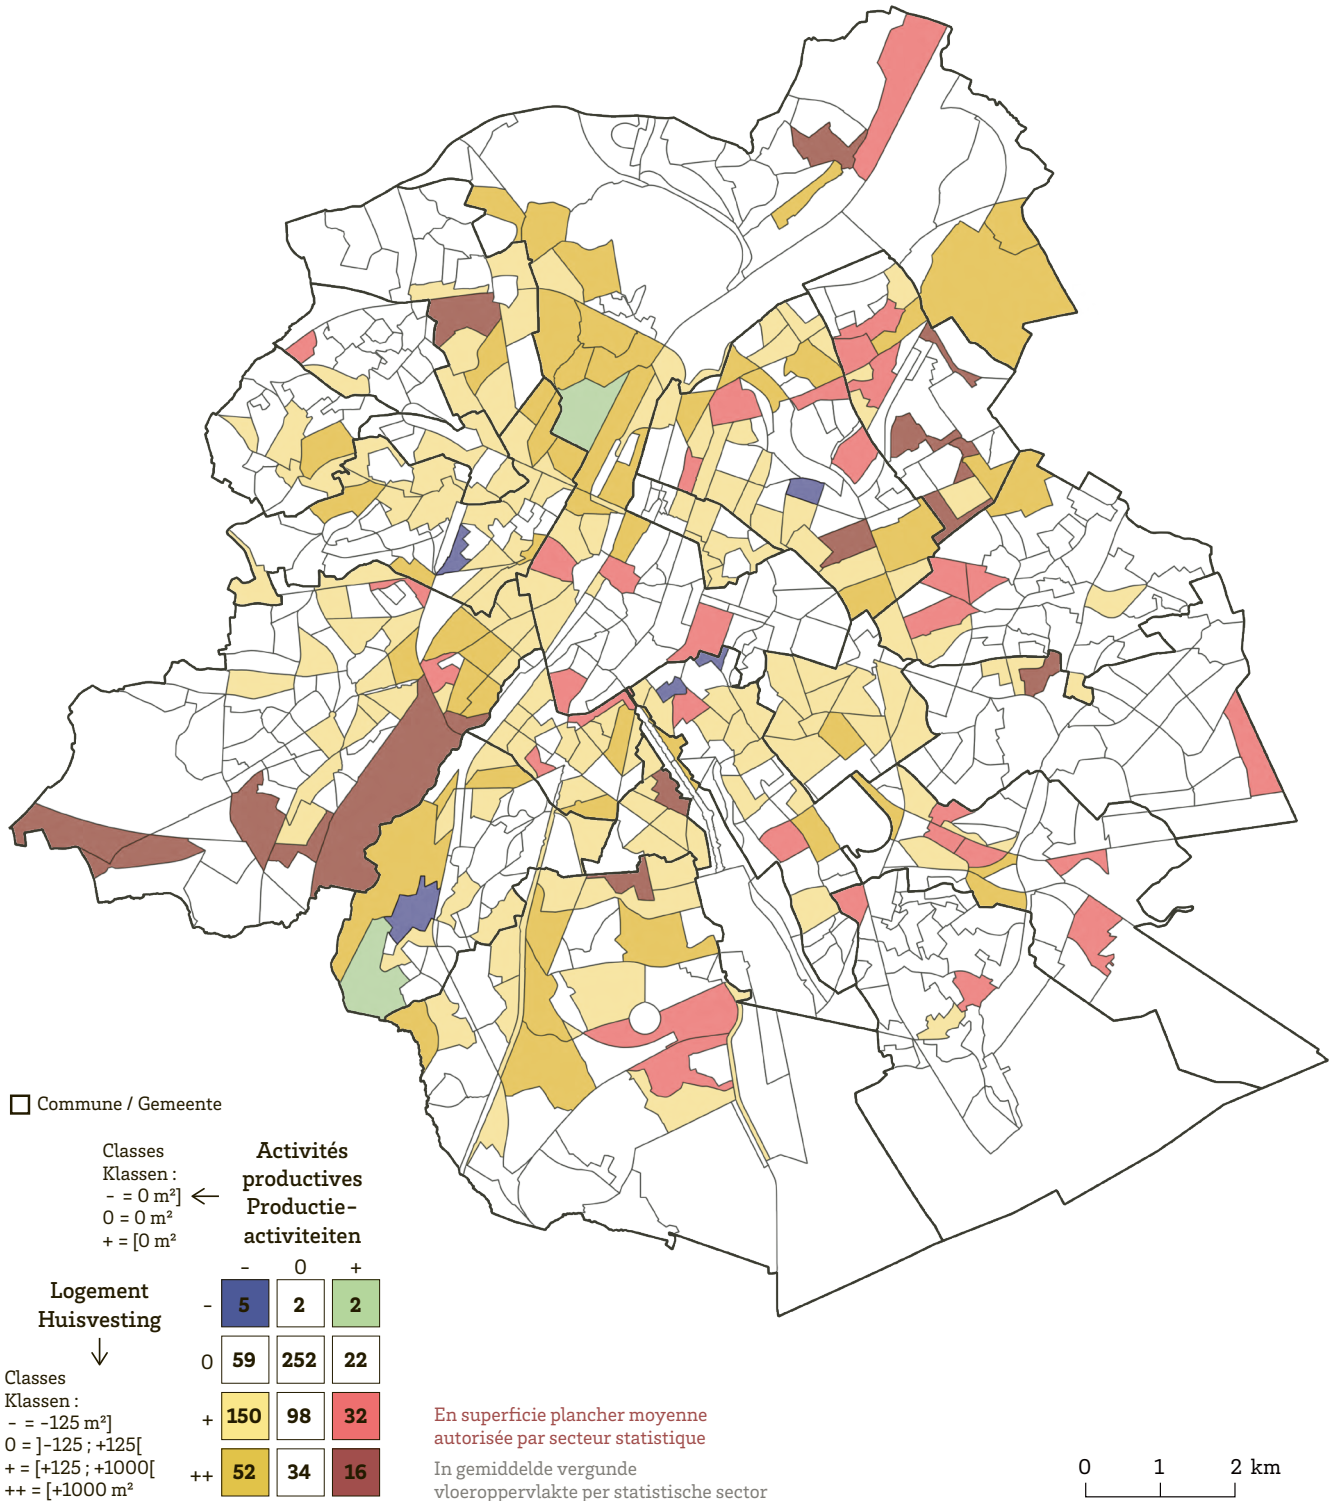 Commune / Gemeente
Classes
Klassen :
- = 0 m²]
0 = 0 m²
+ = [0 m²
Activités
productives
Productie-
activiteiten
- 0 +
Logement
Huisvesting
- 5 2 2
0 59 252 22
+ 150 98 32
++ 52 34 16
Classes
Klassen :
- = -125 m²]
0 = ]-125 ; +125[
+ = [+125 ; +1000[
++ = [+1000 m²
En superficie plancher moyenne
autorisée par secteur statistique
In gemiddelde vergunde
vloeroppervlakte per statistische sector
0 1 2 km